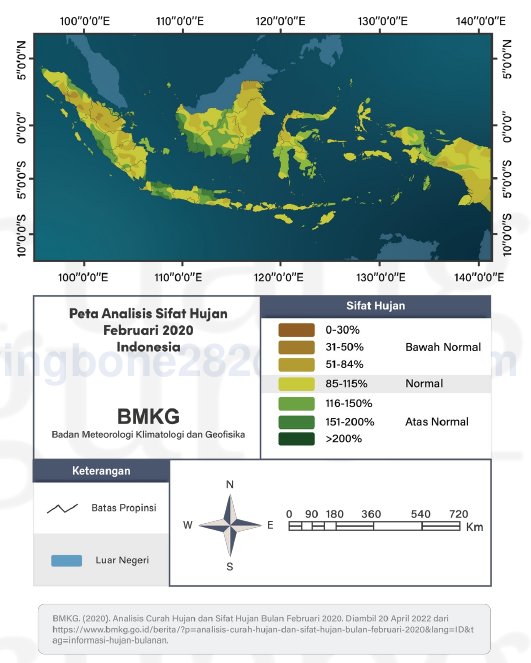 100°0'0"E 110°0'0"E 120°0'0"E 130°0'0"E 140°0'0"E
5°0'0"N 5°0'0"N
0°0'0" 0°0'0"
5°0'0"S 5°0'0"S
10°0'0"S 10°0'0"S
100°0'0"E 110°0'0"E 120°0'0"E 130°0'0"E 140°0'0"E
Peta Analisis Sifat Hujan
Februari 2020
Indonesia
BMKG
Badan Meteorologi Klimatologi dan Geofisika
Sifat Hujan
0-30%
31-50% Bawah Normal
51-84%
85-115% Normal
116-150%
151-200% Atas Normal
>200%
Keterangan
Batas Propinsi
Luar Negeri
N
W E
S
0 90 180 360 540 720
Km
BMKG. (2020). Analisis Curah Hujan dan Sifat Hujan Bulan Februari 2020. Diambil 20 April 2022 dari
https://www.bmkg.go.id/berita/?p=analisis-curah-hujan-dan-sifat-hujan-bulan-februari-2020&lang=ID&t
ag=informasi-hujan-bulanan.